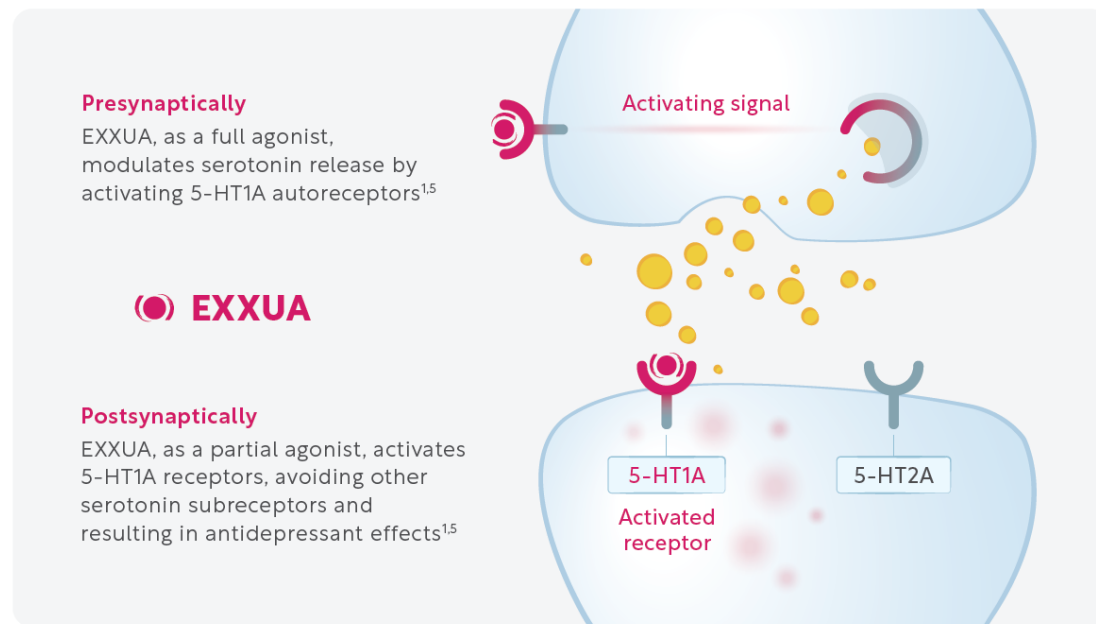 Presynaptically
EXXUA, as a full agonist,
modulates serotonin release by
activating 5-HT1A autoreceptors1,5
Activating signal
EXXUA
Postsynaptically
EXXUA, as a partial agonist, activates
5-HT1A receptors, avoiding other
serotonin subreceptors and
resulting in antidepressant effects1,5
5-HT1A
Activated
receptor
5-HT2A